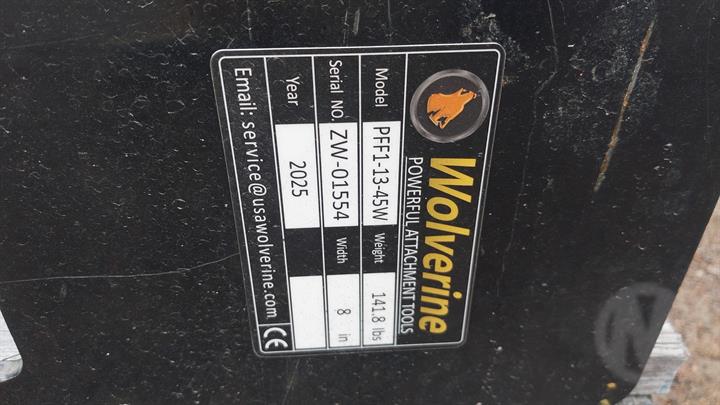 Wolverine
POWERFUL ATTACHMENT TOOLS
Model PFF1-13-45W Weight 141.8 lbs
Serial NO. ZW-01554 Width 8 in
Year 2025
Email: service@usawolverine.com CE